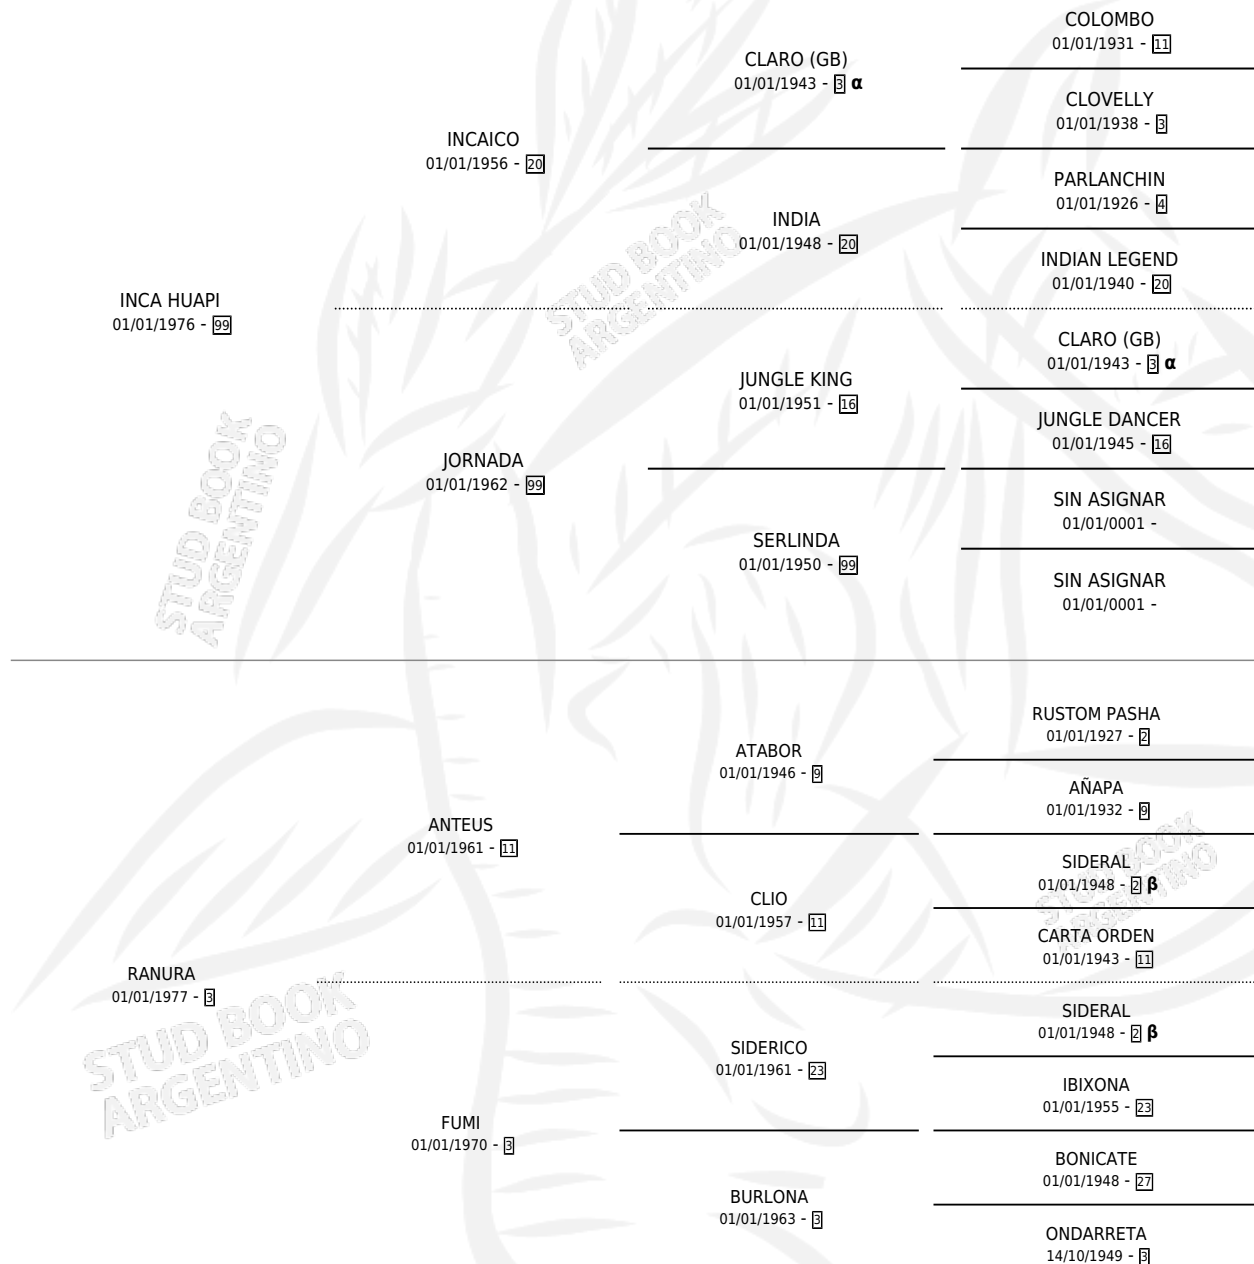 COLOMBO
01/01/1931 - 11
CLARO (GB)
01/01/1943 - 3 α
CLOVELLY
01/01/1938 - 3
INCAICO
01/01/1956 - 20
PARLANCHIN
01/01/1926 - 4
INDIA
01/01/1948 - 20
INDIAN LEGEND
01/01/1940 - 20
INCA HUAPI
01/01/1976 - 99
CLARO (GB)
01/01/1943 - 3 α
JUNGLE KING
01/01/1951 - 16
JUNGLE DANCER
01/01/1945 - 16
JORNADA
01/01/1962 - 99
SIN ASIGNAR
01/01/0001 -
SERLINDA
01/01/1950 - 99
SIN ASIGNAR
01/01/0001 -
STUD BOOK
ARGENTINO
STUD BOOK
ARGENTINO
RUSTOM PASHA
01/01/1927 - 2
ATABOR
01/01/1946 - 9
AÑAPA
01/01/1932 - 9
ANTEUS
01/01/1961 - 11
SIDERAL
01/01/1948 - 2 β
CLIO
01/01/1957 - 11
CARTA ORDEN
01/01/1943 - 11
STUD BOOK
ARGENTINO
RANURA
01/01/1977 - 3
SIDERAL
01/01/1948 - 2 β
SIDERICO
01/01/1961 - 23
IBIXONA
01/01/1955 - 23
STUD BOOK
ARGENTINO
FUMI
01/01/1970 - 3
BONICATE
01/01/1948 - 27
BURLONA
01/01/1963 - 3
ONDARRETA
14/10/1949 - 3